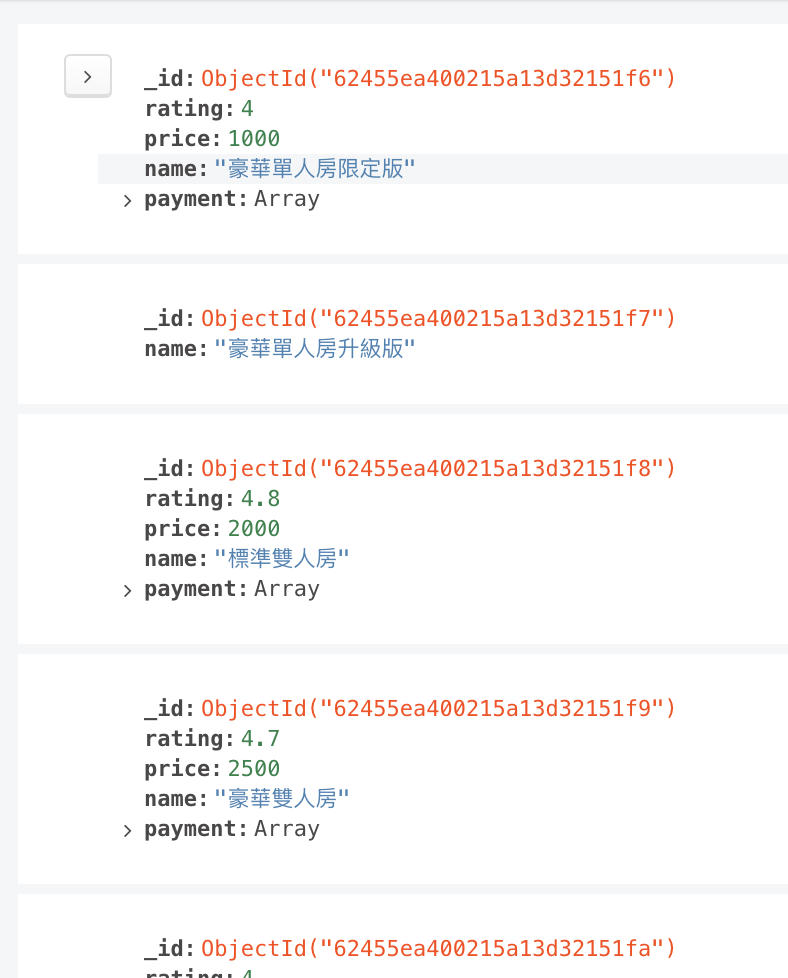 _id: ObjectId("62455ea400215a13d32151f6")
rating: 4
price: 1000
name: "豪華單人房限定版"
payment: Array
_id: ObjectId("62455ea400215a13d32151f7")
name: "豪華單人房升級版"
_id: ObjectId("62455ea400215a13d32151f8")
rating: 4.8
price: 2000
name: "標準雙人房"
payment: Array
_id: ObjectId("62455ea400215a13d32151f9")
rating: 4.7
price: 2500
name: "豪華雙人房"
payment: Array
_id: ObjectId("62455ea400215a13d32151fa")
rating: 4